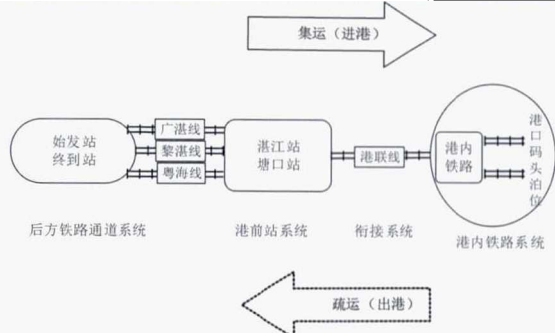 集运（进港）
始发站
终到站
广湛线
黎湛线
粤海线
湛江站
塘口站
港联线
港内
铁路
港口码头泊位
后方铁路通道系统
港前站系统
衔接系统
港内铁路系统
疏运（出港）